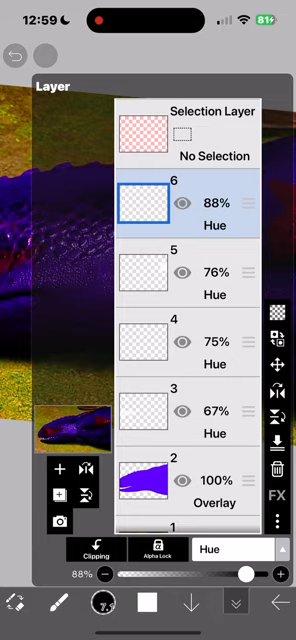 12:59
81
Layer
Selection Layer
No Selection
6
88%
Hue
5
76%
Hue
4
75%
Hue
3
67%
Hue
2
100%
Overlay
1
FX
Clipping
Alpha Lock
Hue
88%